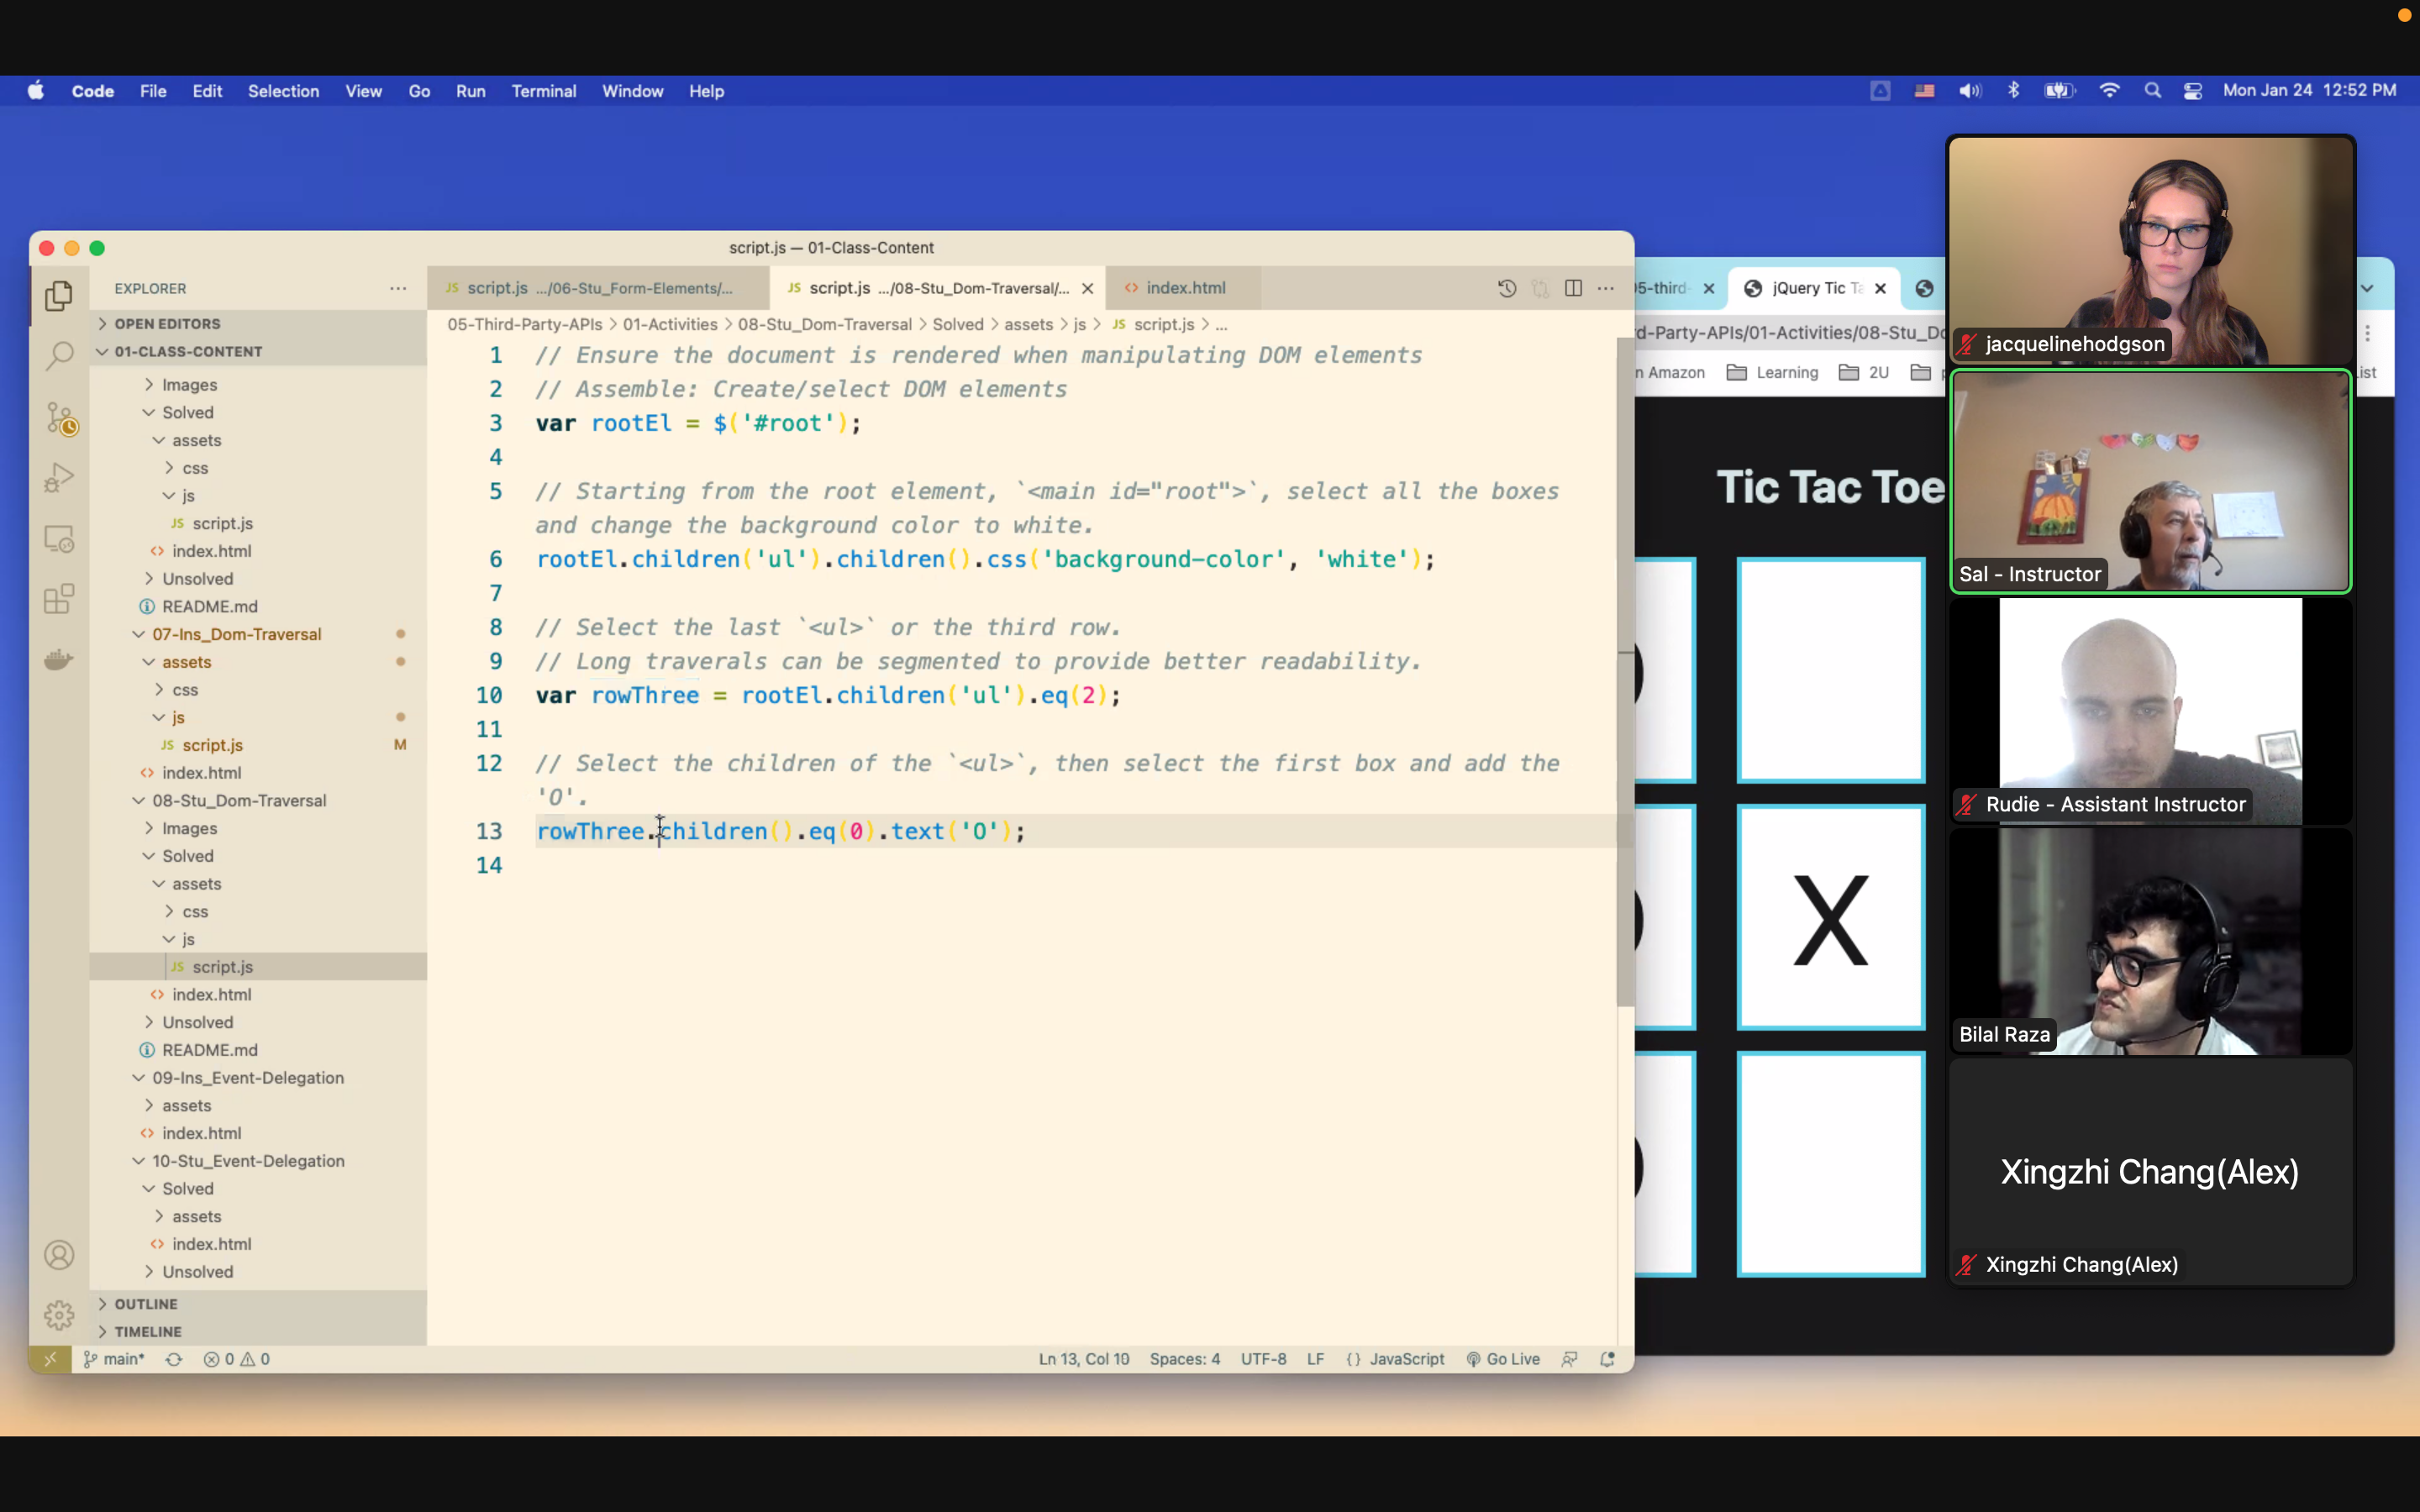 Code File Edit Selection View Go Run Terminal Window Help
Mon Jan 24 12:52 PM
script.js — 01-Class-Content
EXPLORER
OPEN EDITORS
01-CLASS-CONTENT
Images
Solved
assets
css
js
JS script.js
<> index.html
Unsolved
README.md
07-Ins_Dom-Traversal
assets
css
js
JS script.js M
<> index.html
08-Stu_Dom-Traversal
Images
Solved
assets
css
js
JS script.js
<> index.html
Unsolved
README.md
09-Ins_Event-Delegation
assets
<> index.html
10-Stu_Event-Delegation
Solved
assets
<> index.html
Unsolved
OUTLINE
TIMELINE
JS script.js .../06-Stu_Form-Elements/...
JS script.js .../08-Stu_Dom-Traversal/...
<> index.html
05-Third-Party-APIs > 01-Activities > 08-Stu_Dom-Traversal > Solved > assets > js > JS script.js > ...
1 // Ensure the document is rendered when manipulating DOM elements
2 // Assemble: Create/select DOM elements
3 var rootEl = $('#root');
4
5 // Starting from the root element, `<main id="root">`, select all the boxes
and change the background color to white.
6 rootEl.children('ul').children().css('background-color', 'white');
7
8 // Select the last `<ul>` or the third row.
9 // Long traverals can be segmented to provide better readability.
10 var rowThree = rootEl.children('ul').eq(2);
11
12 // Select the children of the `<ul>`, then select the first box and add the
'O'.
13 rowThree.children().eq(0).text('O');
14
main* 0 0
Ln 13, Col 10 Spaces: 4 UTF-8 LF {} JavaScript Go Live
05-third-
jQuery Tic Ta
rd-Party-APIs/01-Activities/08-Stu_Do
n Amazon Learning 2U
ist
Tic Tac Toe
X
jacquelinehodgson
Sal - Instructor
Rudie - Assistant Instructor
Bilal Raza
Xingzhi Chang(Alex)
Xingzhi Chang(Alex)